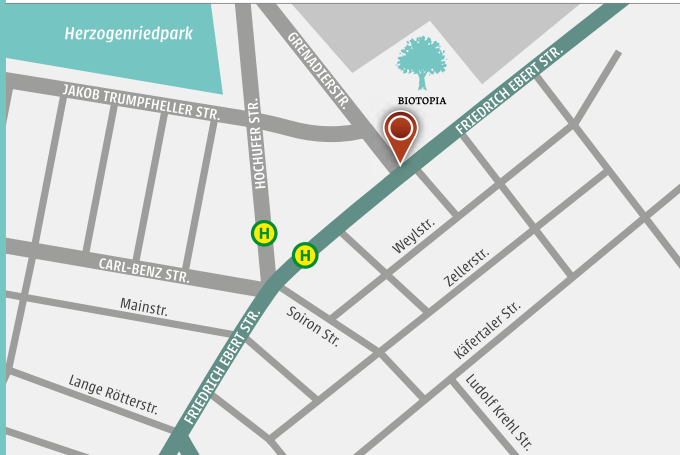 Herzogenriedpark
GRENADIERSTR.
BIOTOPIA
FRIEDRICH EBERT STR.
JAKOB TRUMPFHELLER STR.
HOCHUFER STR.
H
H
Weylstr.
Zellerstr.
CARL-BENZ STR.
Mainstr.
Soiron Str.
Käfertaler Str.
FRIEDRICH EBERT STR.
Lange Rötterstr.
Ludolf Krehl Str.